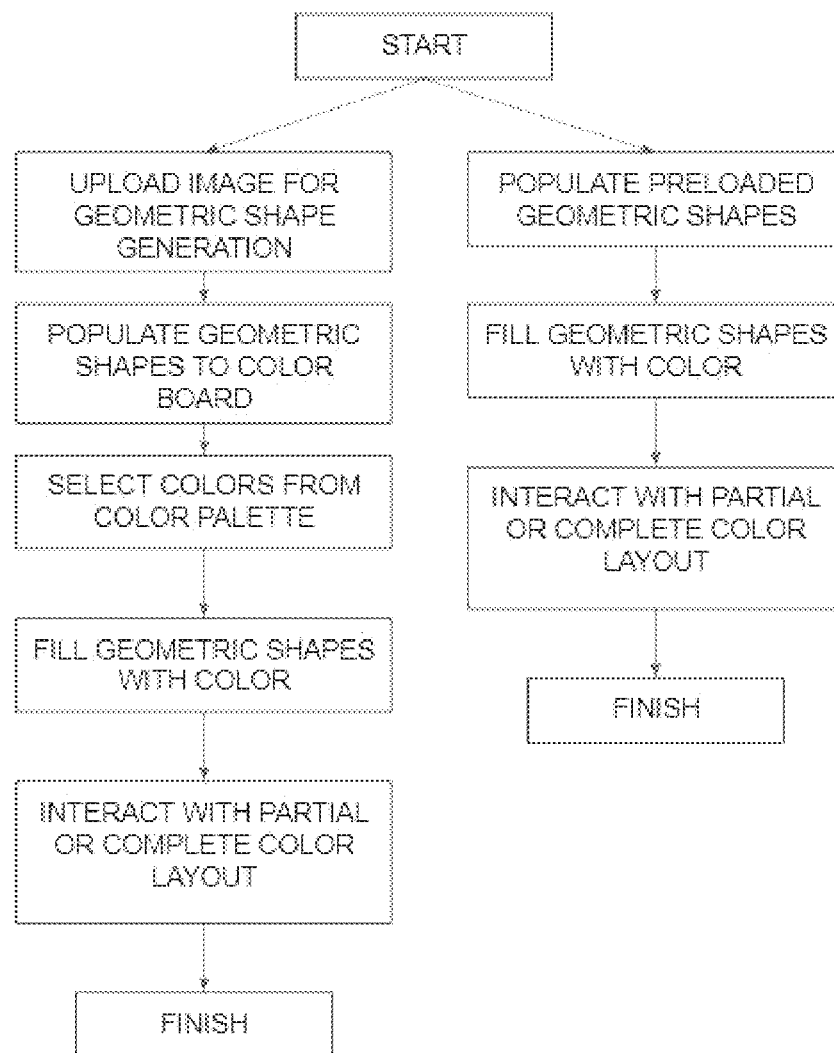 START
UPLOAD IMAGE FOR
GEOMETRIC SHAPE
GENERATION
POPULATE GEOMETRIC
SHAPES TO COLOR
BOARD
SELECT COLORS FROM
COLOR PALETTE
FILL GEOMETRIC SHAPES
WITH COLOR
INTERACT WITH PARTIAL
OR COMPLETE COLOR
LAYOUT
FINISH
POPULATE PRELOADED
GEOMETRIC SHAPES
FILL GEOMETRIC SHAPES
WITH COLOR
INTERACT WITH PARTIAL
OR COMPLETE COLOR
LAYOUT
FINISH